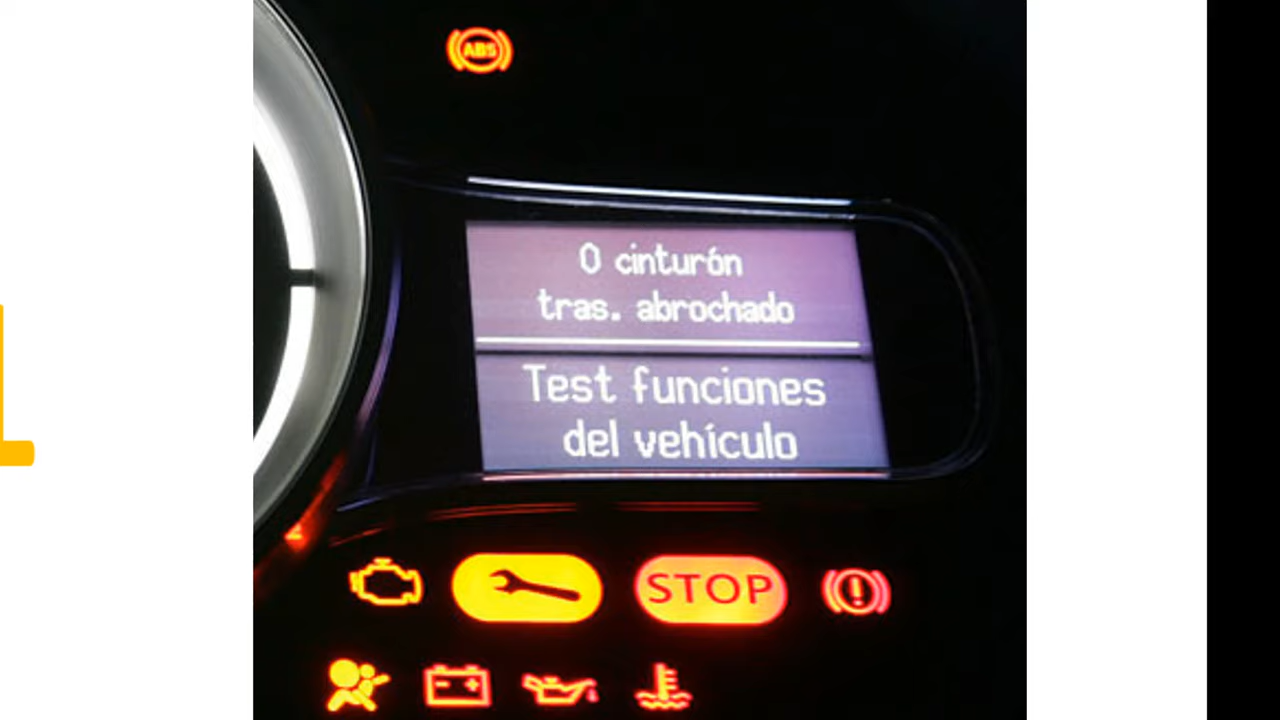 ABS
0 cinturón
tras. abrochado
Test funciones
del vehículo
STOP